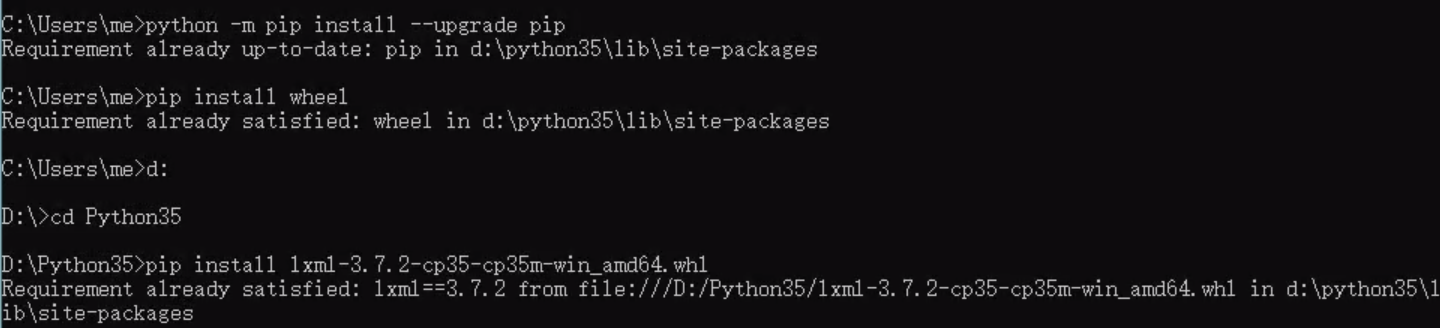 C:\Users\me>python -m pip install --upgrade pip
Requirement already up-to-date: pip in d:\python35\lib\site-packages
C:\Users\me>pip install wheel
Requirement already satisfied: wheel in d:\python35\lib\site-packages
C:\Users\me>d:
D:\>cd Python35
D:\Python35>pip install lxml-3.7.2-cp35-cp35m-win_amd64.whl
Requirement already satisfied: lxml==3.7.2 from file:///D:/Python35/lxml-3.7.2-cp35-cp35m-win_amd64.whl in d:\python35\l
ib\site-packages